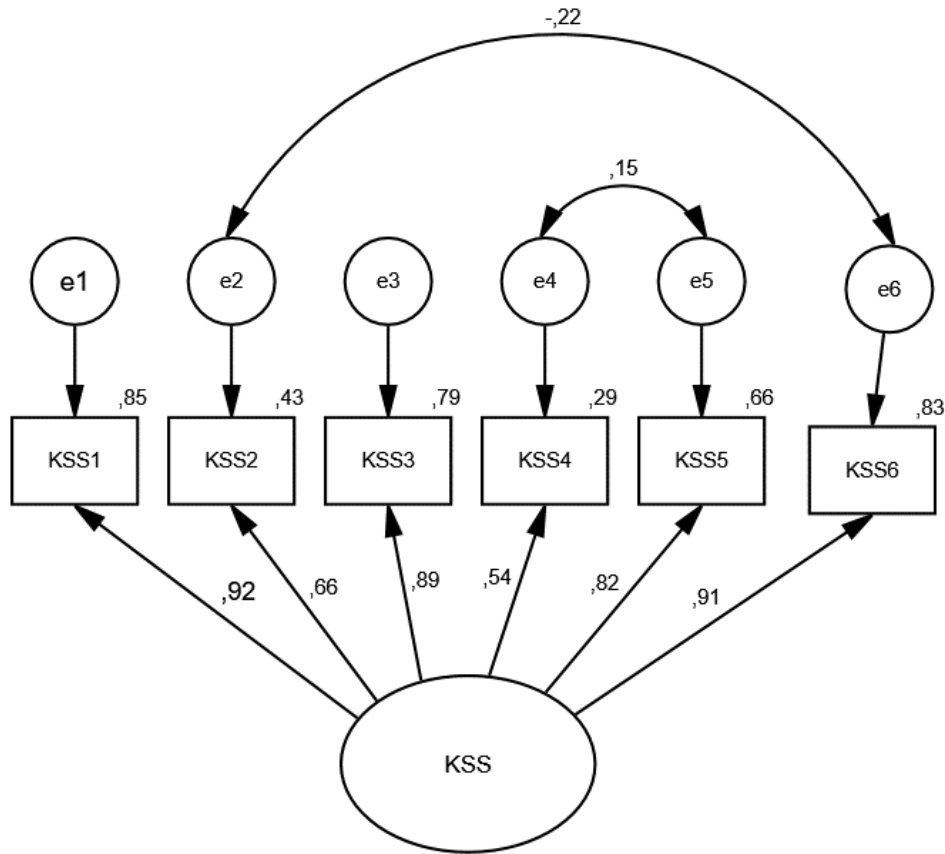 -,22
,15
e1 e2 e3 e4 e5 e6
,85 ,43 ,79 ,29 ,66 ,83
KSS1 KSS2 KSS3 KSS4 KSS5 KSS6
,92 ,66 ,89 ,54 ,82 ,91
KSS